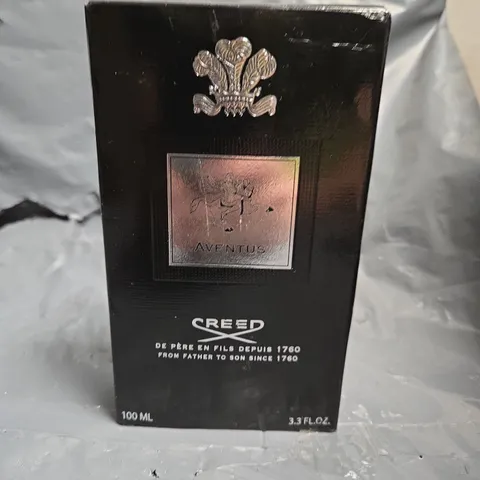 AVENTUS
CREED
DE PÈRE EN FILS DEPUIS 1760
FROM FATHER TO SON SINCE 1760
100 ML
3.3 FL.OZ.